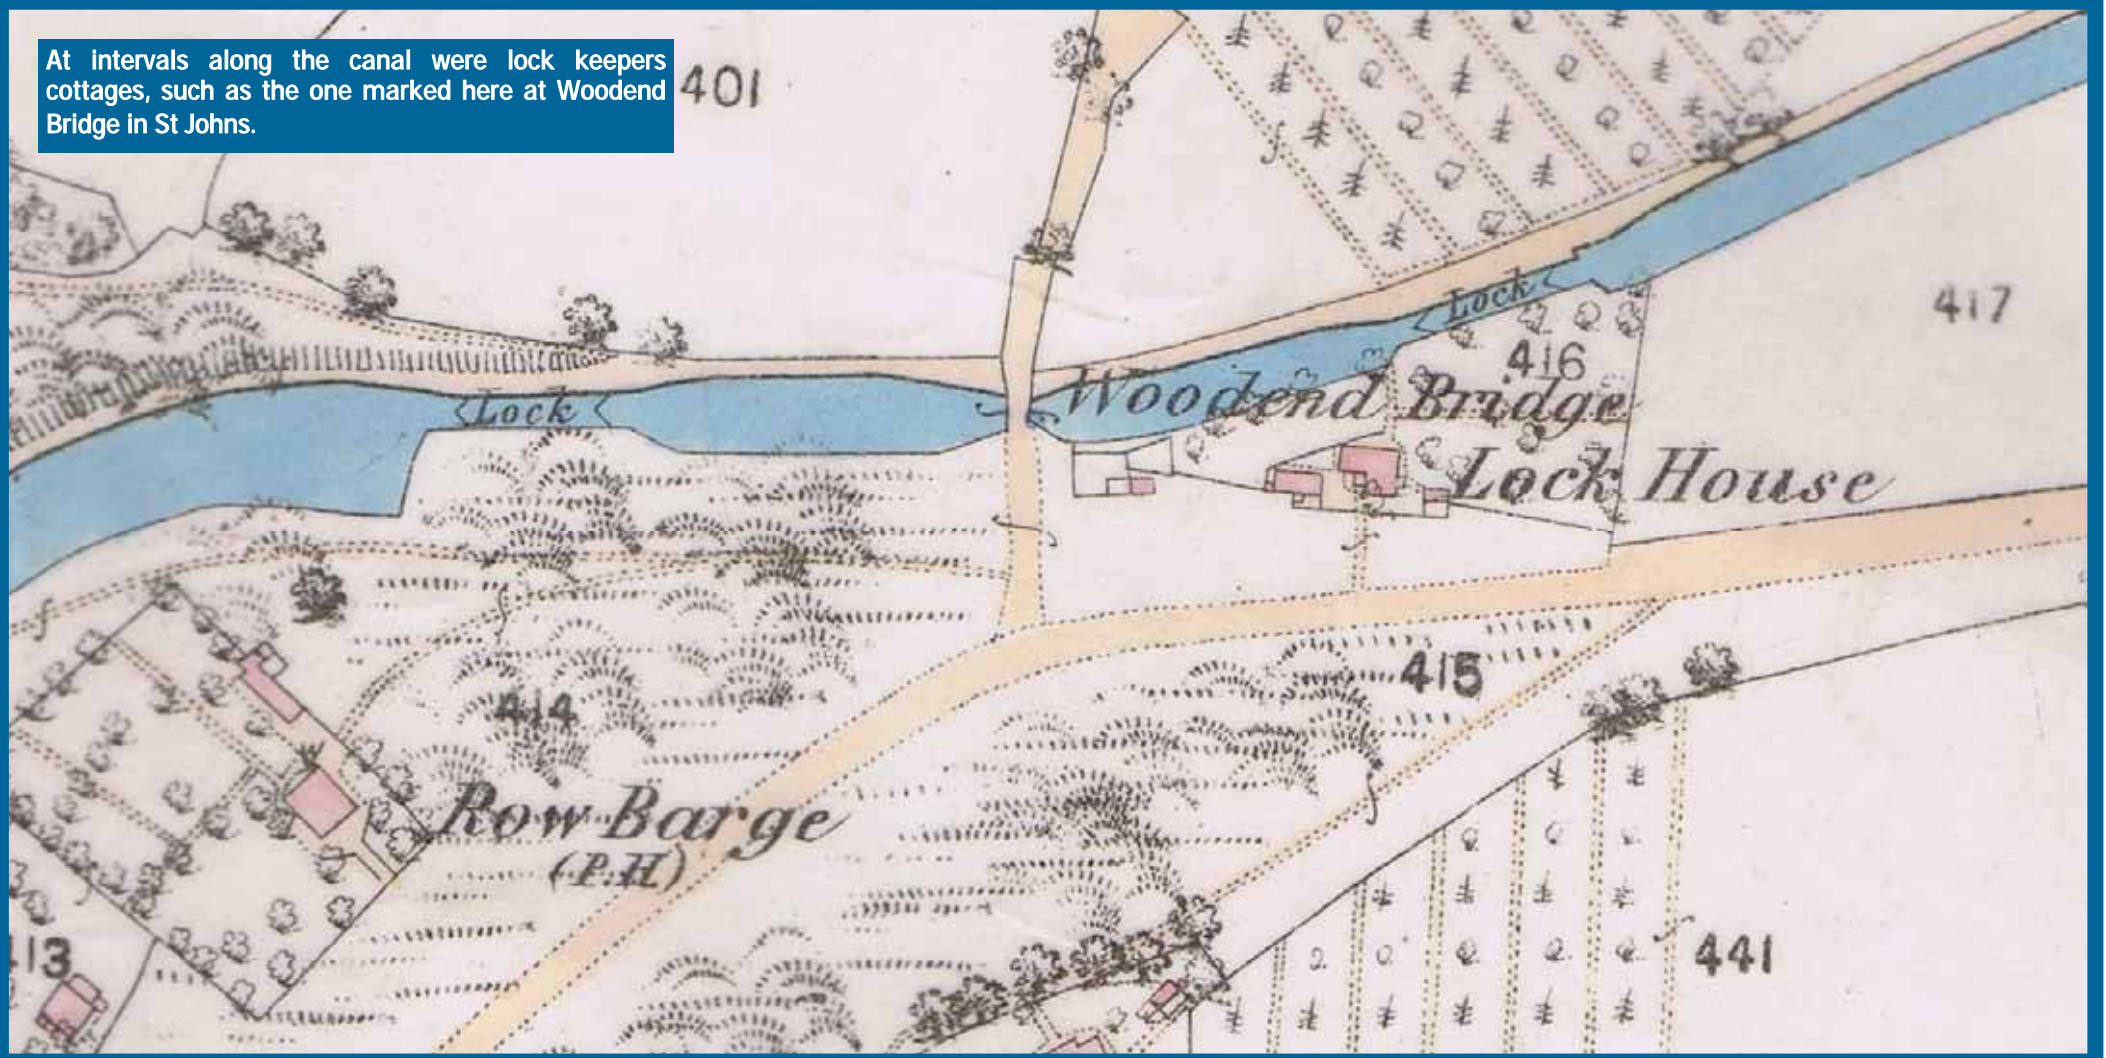 At intervals along the canal were lock keepers
cottages, such as the one marked here at Woodend
Bridge in St Johns.
401
417
Lock
416
Lock
Woodend Bridge
Lock House
415
414
Row Barge
(P.H)
441
413